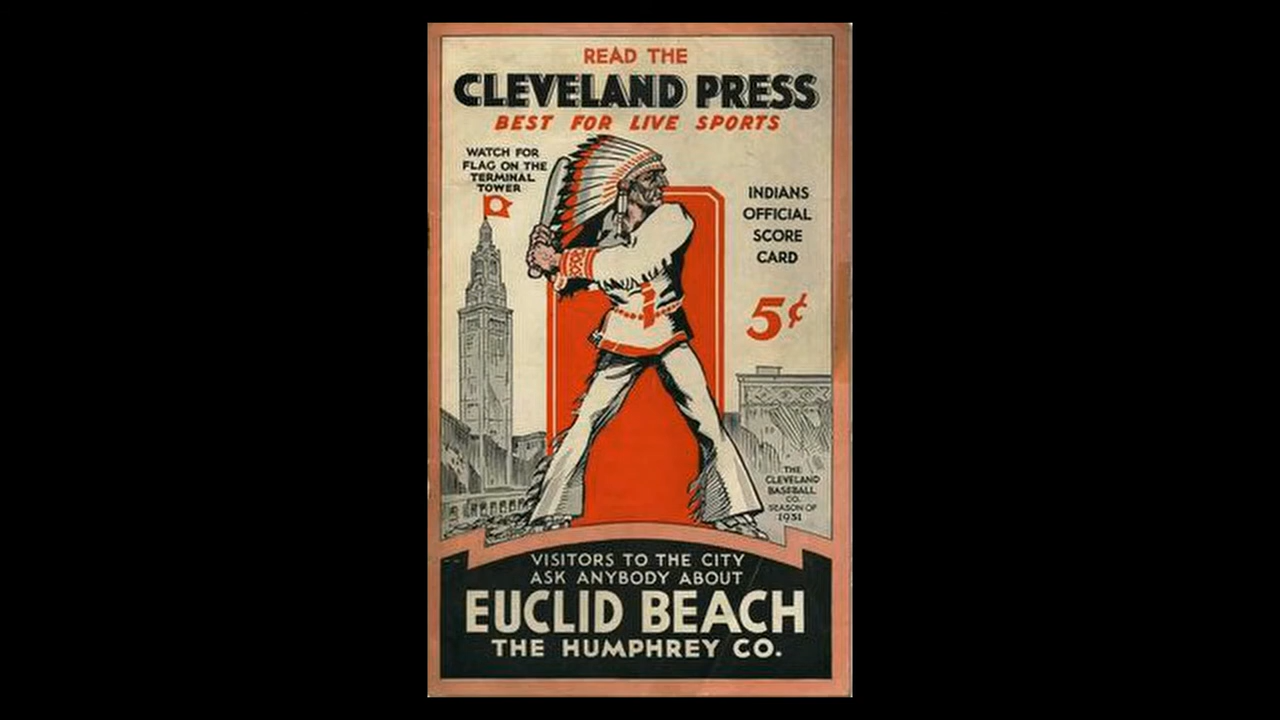 READ THE
CLEVELAND PRESS
BEST FOR LIVE SPORTS
WATCH FOR
FLAG ON THE
TERMINAL
TOWER
INDIANS
OFFICIAL
SCORE
CARD
5¢
THE
CLEVELAND
BASEBALL
CO.
SEASON OF
1931
VISITORS TO THE CITY
ASK ANYBODY ABOUT
EUCLID BEACH
THE HUMPHREY CO.